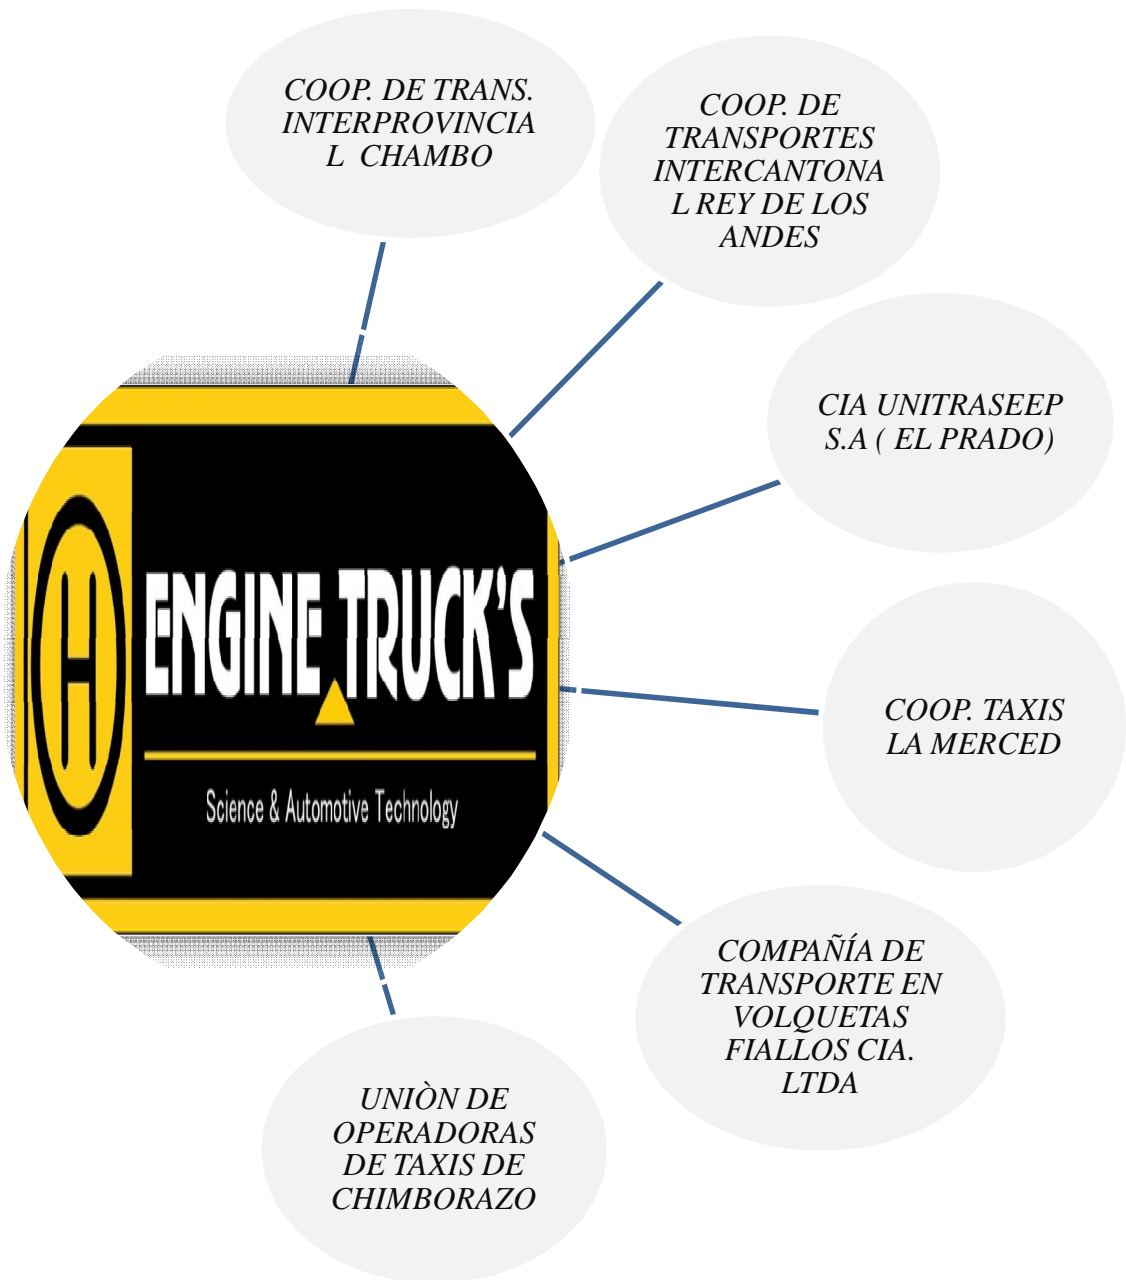 COOP. DE TRANS.
INTERPROVINCIA
L CHAMBO
COOP. DE
TRANSPORTES
INTERCANTONA
L REY DE LOS
ANDES
CIA UNITRASEEP
S.A ( EL PRADO)
H
ENGINE TRUCK'S
Science & Automotive Technology
COOP. TAXIS
LA MERCED
COMPAÑÍA DE
TRANSPORTE EN
VOLQUETAS
FIALLOS CIA.
LTDA
UNIÒN DE
OPERADORAS
DE TAXIS DE
CHIMBORAZO